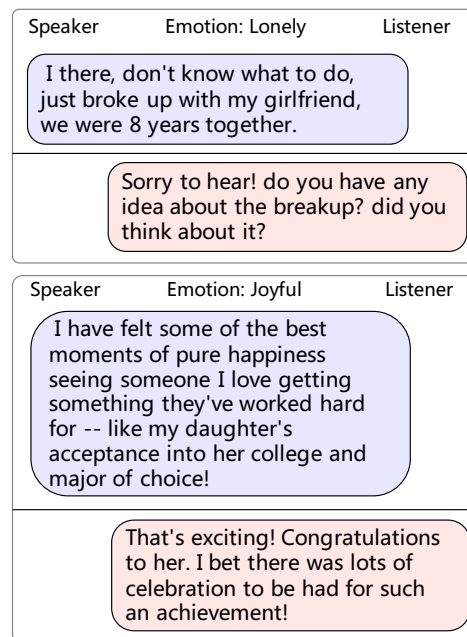 Speaker Emotion: Lonely Listener
I there, don't know what to do,
just broke up with my girlfriend,
we were 8 years together.
Sorry to hear! do you have any
idea about the breakup? did you
think about it?
Speaker Emotion: Joyful Listener
I have felt some of the best
moments of pure happiness
seeing someone I love getting
something they've worked hard
for -- like my daughter's
acceptance into her college and
major of choice!
That's exciting! Congratulations
to her. I bet there was lots of
celebration to be had for such
an achievement!